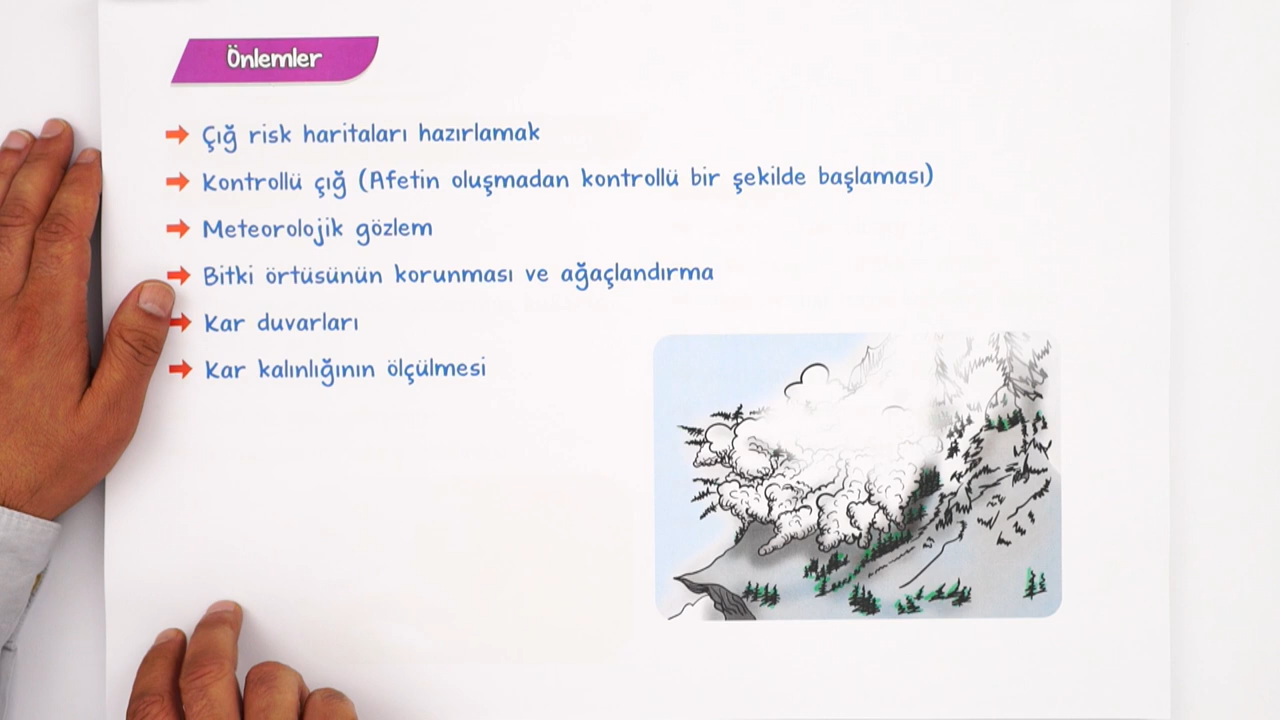 Önlemler
Çığ risk haritaları hazırlamak
Kontrollü çığ (Afetin oluşmadan kontrollü bir şekilde başlaması)
Meteorolojik gözlem
Bitki örtüsünün korunması ve ağaçlandırma
Kar duvarları
Kar kalınlığının ölçülmesi